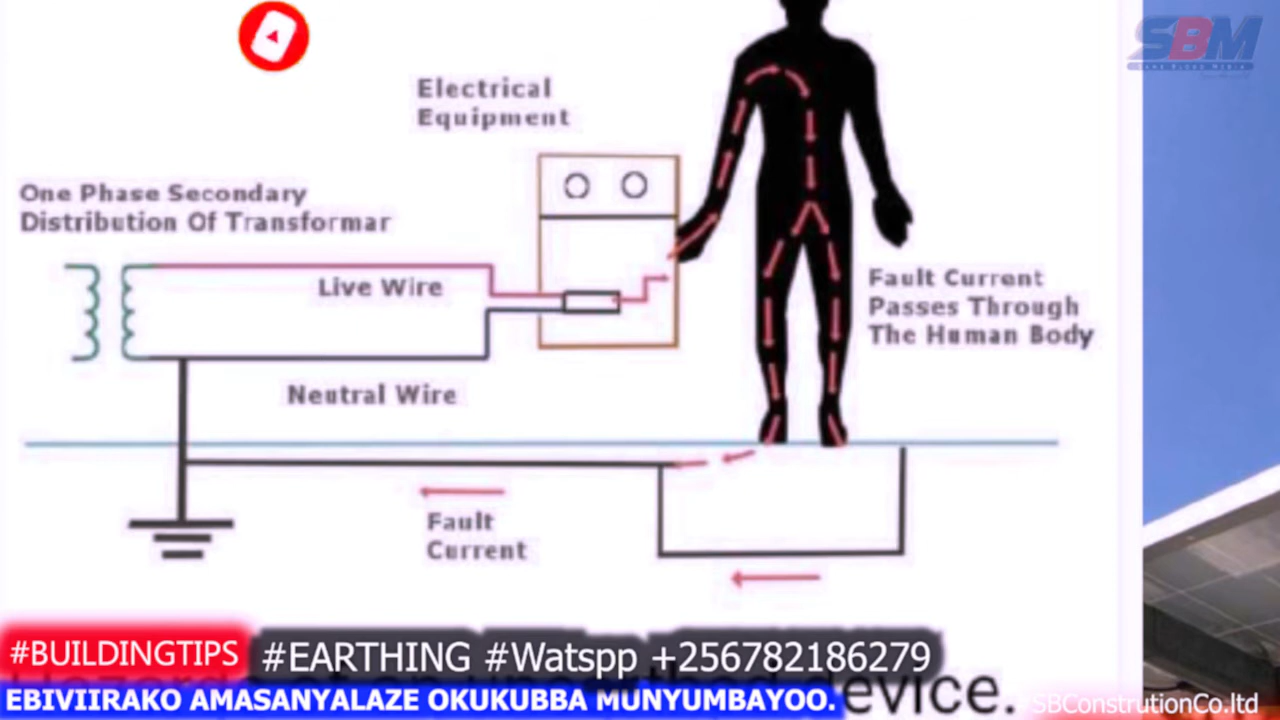 SBM
Electrical
Equipment
One Phase Secondary
Distribution Of Transformar
Live Wire
Fault Current
Passes Through
The Human Body
Neutral Wire
Fault
Current
#BUILDINGTIPS #EARTHING #Watspp +256782186279
device.
EBIVIIRAKO AMASANYALAZE OKUKUBBA MUNYUMBAYOO.
SBConstrutionCo.ltd